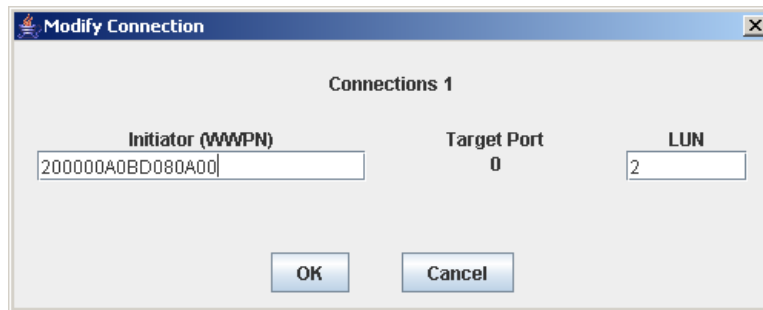 Modify Connection
Connections 1
Initiator (WWPN) Target Port LUN
200000A0BD080A00 0 2
OK Cancel